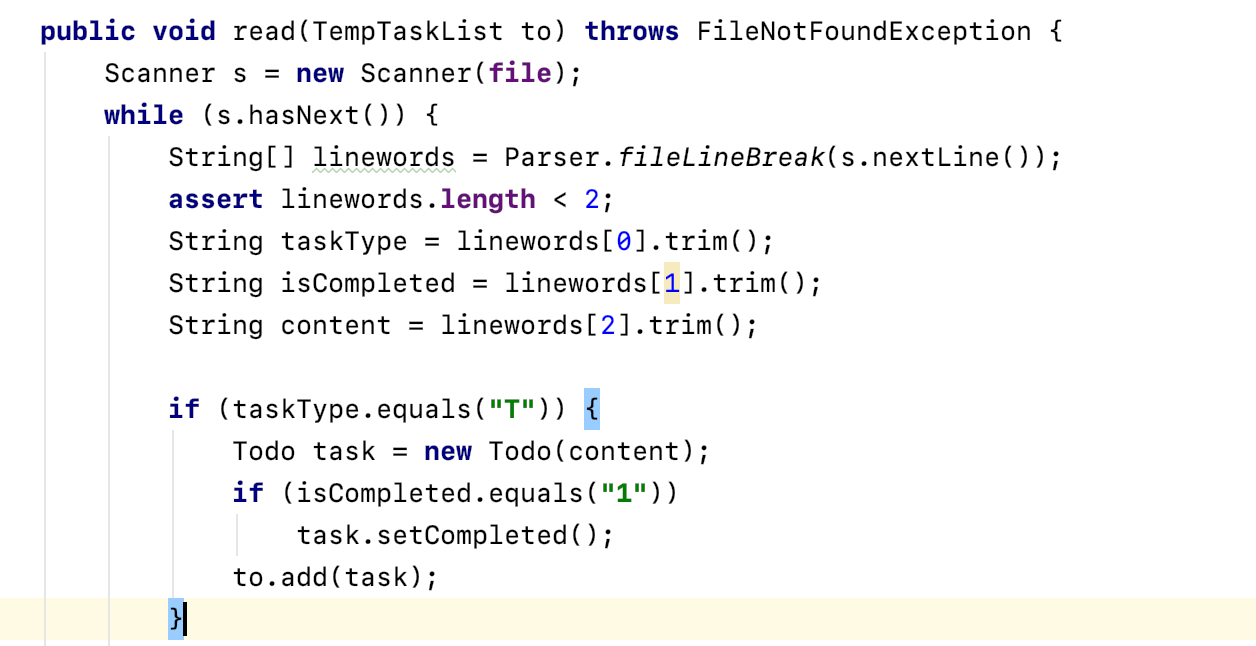 public void read(TempTaskList to) throws FileNotFoundException {
    Scanner s = new Scanner(file);
    while (s.hasNext()) {
        String[] linewords = Parser.fileLineBreak(s.nextLine());
        assert linewords.length < 2;
        String taskType = linewords[0].trim();
        String isCompleted = linewords[1].trim();
        String content = linewords[2].trim();

        if (taskType.equals("T")) {
            Todo task = new Todo(content);
            if (isCompleted.equals("1"))
                task.setCompleted();
            to.add(task);
        }